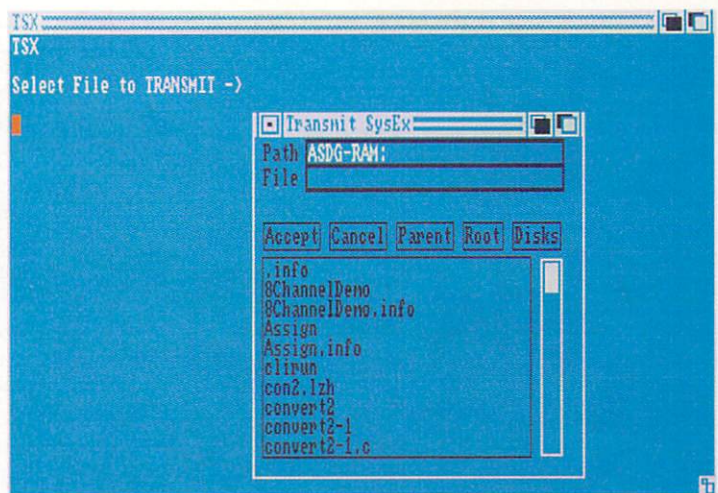 TSX
TSX
Select File to TRANSMIT ->
Transmit SysEx
Path ASDG-RAM:
File
Accept Cancel Parent Root Disks
.info
8ChannelDemo
8ChannelDemo.info
Assign
Assign.info
clirun
con2.lzh
convert2
convert2-1
convert2-1.c